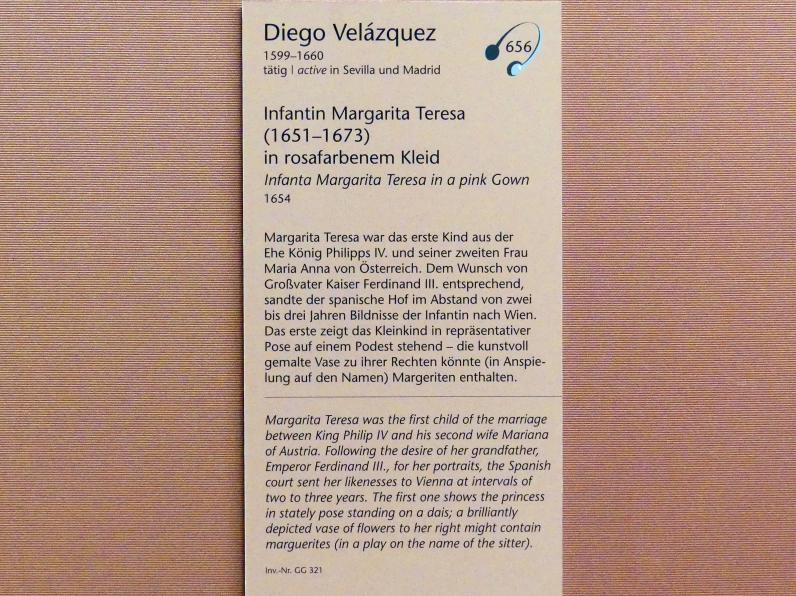 Diego Velázquez
656
1599–1660
tätig | active in Sevilla und Madrid
Infantin Margarita Teresa
(1651–1673)
in rosafarbenem Kleid
Infanta Margarita Teresa in a pink Gown
1654
Margarita Teresa war das erste Kind aus der
Ehe König Philipps IV. und seiner zweiten Frau
Maria Anna von Österreich. Dem Wunsch von
Großvater Kaiser Ferdinand III. entsprechend,
sandte der spanische Hof im Abstand von zwei
bis drei Jahren Bildnisse der Infantin nach Wien.
Das erste zeigt das Kleinkind in repräsentativer
Pose auf einem Podest stehend – die kunstvoll
gemalte Vase zu ihrer Rechten könnte (in Anspie-
lung auf den Namen) Margeriten enthalten.
Margarita Teresa was the first child of the marriage
between King Philip IV and his second wife Mariana
of Austria. Following the desire of her grandfather,
Emperor Ferdinand III., for her portraits, the Spanish
court sent her likenesses to Vienna at intervals of
two to three years. The first one shows the princess
in stately pose standing on a dais; a brilliantly
depicted vase of flowers to her right might contain
marguerites (in a play on the name of the sitter).
Inv.-Nr. GG 321